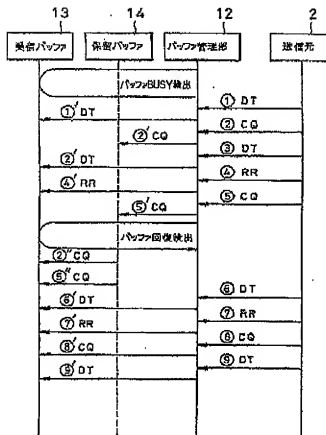 13 14 12 2
受信バッファ 保留バッファ バッファ管理部 送信元
バッファBUSY検出
① DT
①′ DT
② CQ
②′ CQ
③ DT
②′ DT
④ RR
④′ RR
⑤ CQ
⑤′ CQ
バッファ回復検出
②″ CQ
⑤″ CQ
⑥ DT
⑥′ DT
⑦ RR
⑦′ RR
⑧ CQ
⑧′ CQ
⑨ DT
⑨′ DT